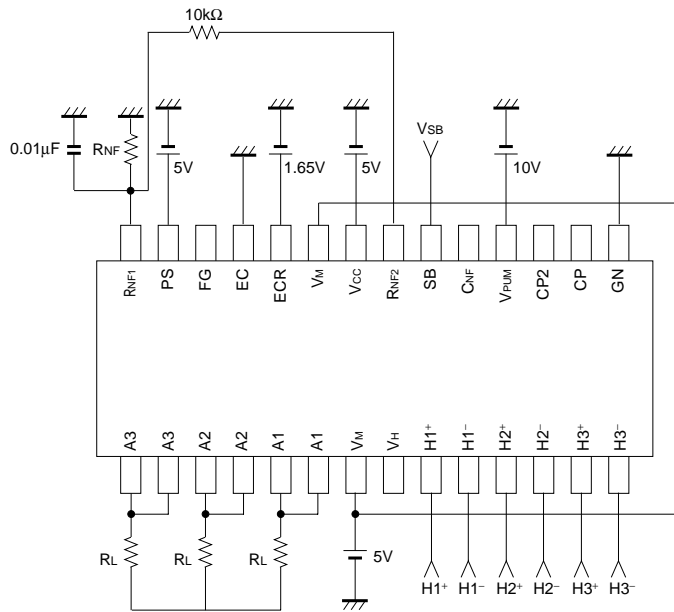 10kΩ
0.01μF
RNF
5V
1.65V
5V
VSB
10V
RNF1
PS
FG
EC
ECR
VM
VCC
RNF2
SB
CNF
VPUM
CP2
CP
GN
A3
A3
A2
A2
A1
A1
VM
VH
H1+
H1−
H2+
H2−
H3+
H3−
RL
RL
RL
5V
H1+
H1−
H2+
H2−
H3+
H3−